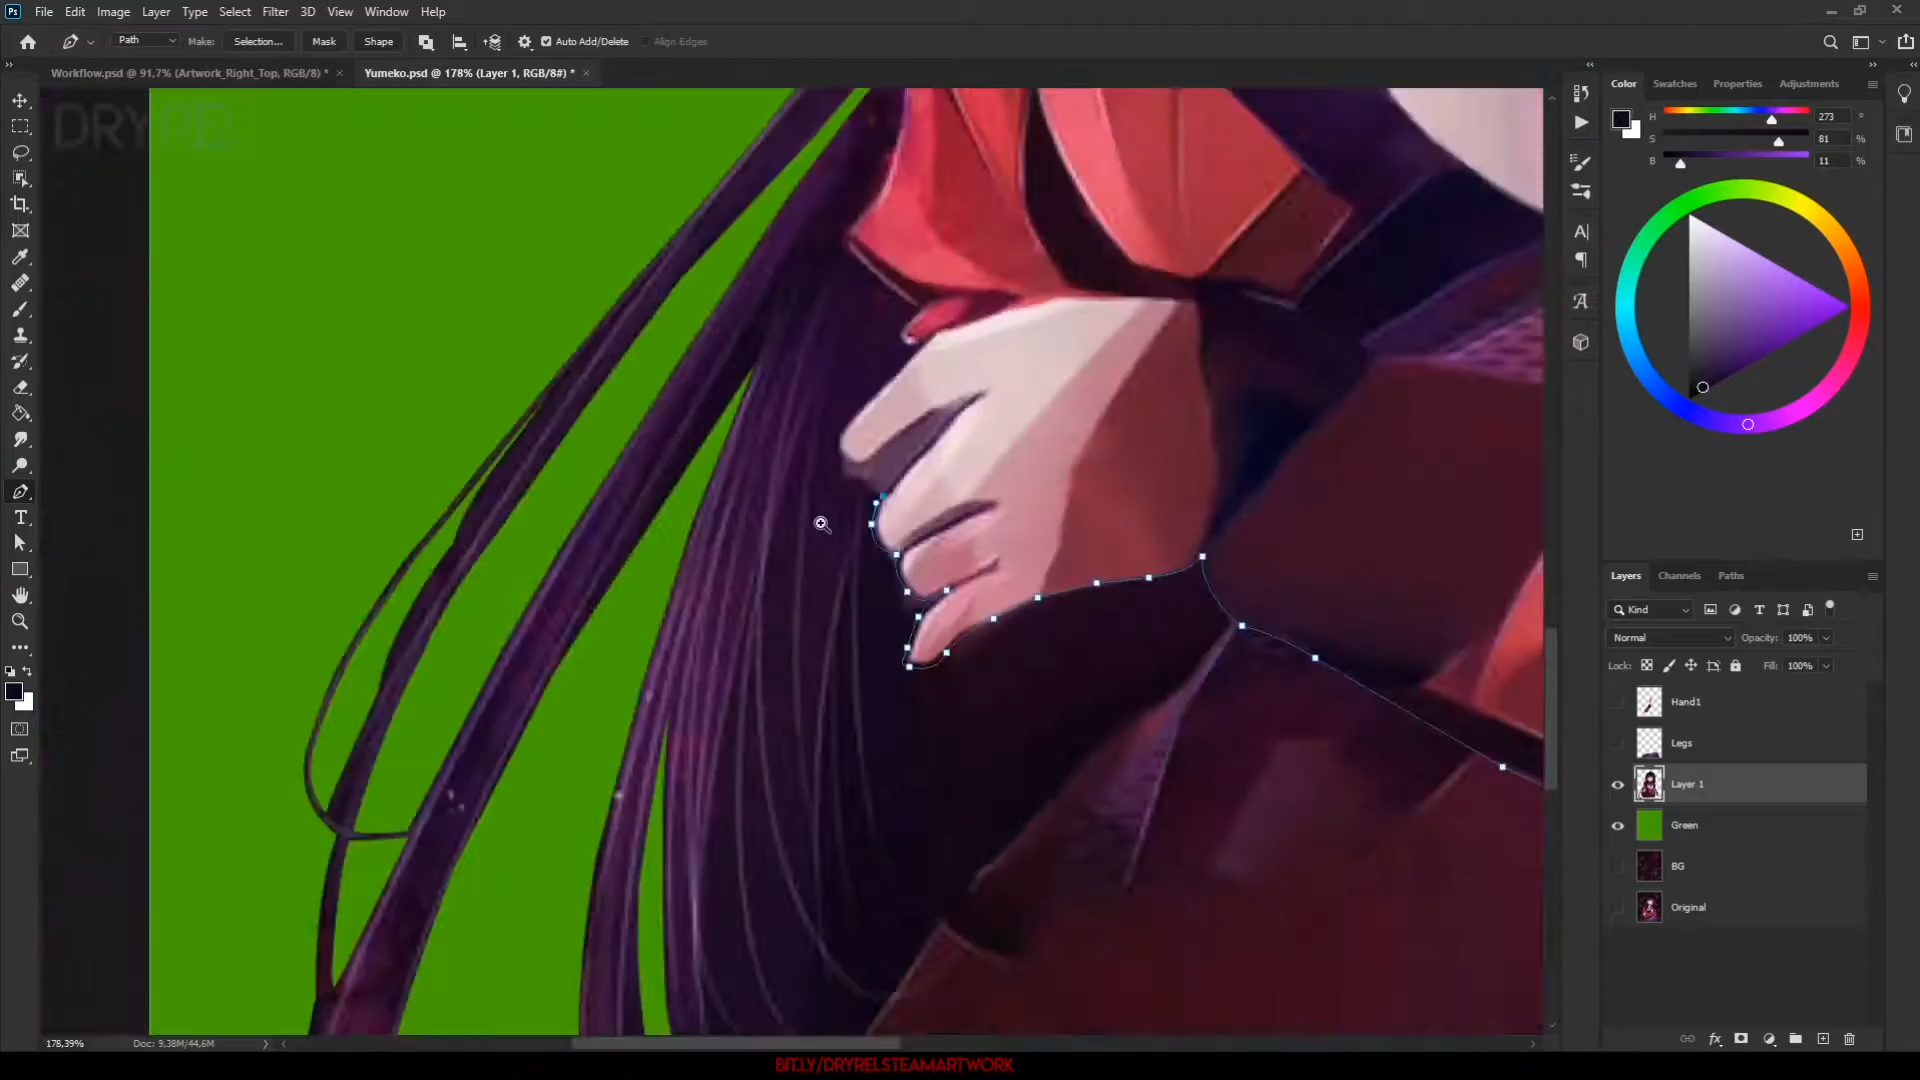 Ps File Edit Image Layer Type Select Filter 3D View Window Help
Path Make: Selection... Mask Shape Auto Add/Delete Align Edges
Workflow.psd @ 91,7% (Artwork_Right_Top, RGB/8) * Yumeko.psd @ 178% (Layer 1, RGB/8#) *
Color Swatches Properties Adjustments
H 273 °
S 81 %
B 11 %
Layers Channels Paths
Kind
Normal Opacity: 100%
Lock: Fill: 100%
Hand1
Legs
Layer 1
Green
BG
Original
178,39% Doc: 9,38M/44,6M
BIT.LY/DRYRELSTEAMARTWORK